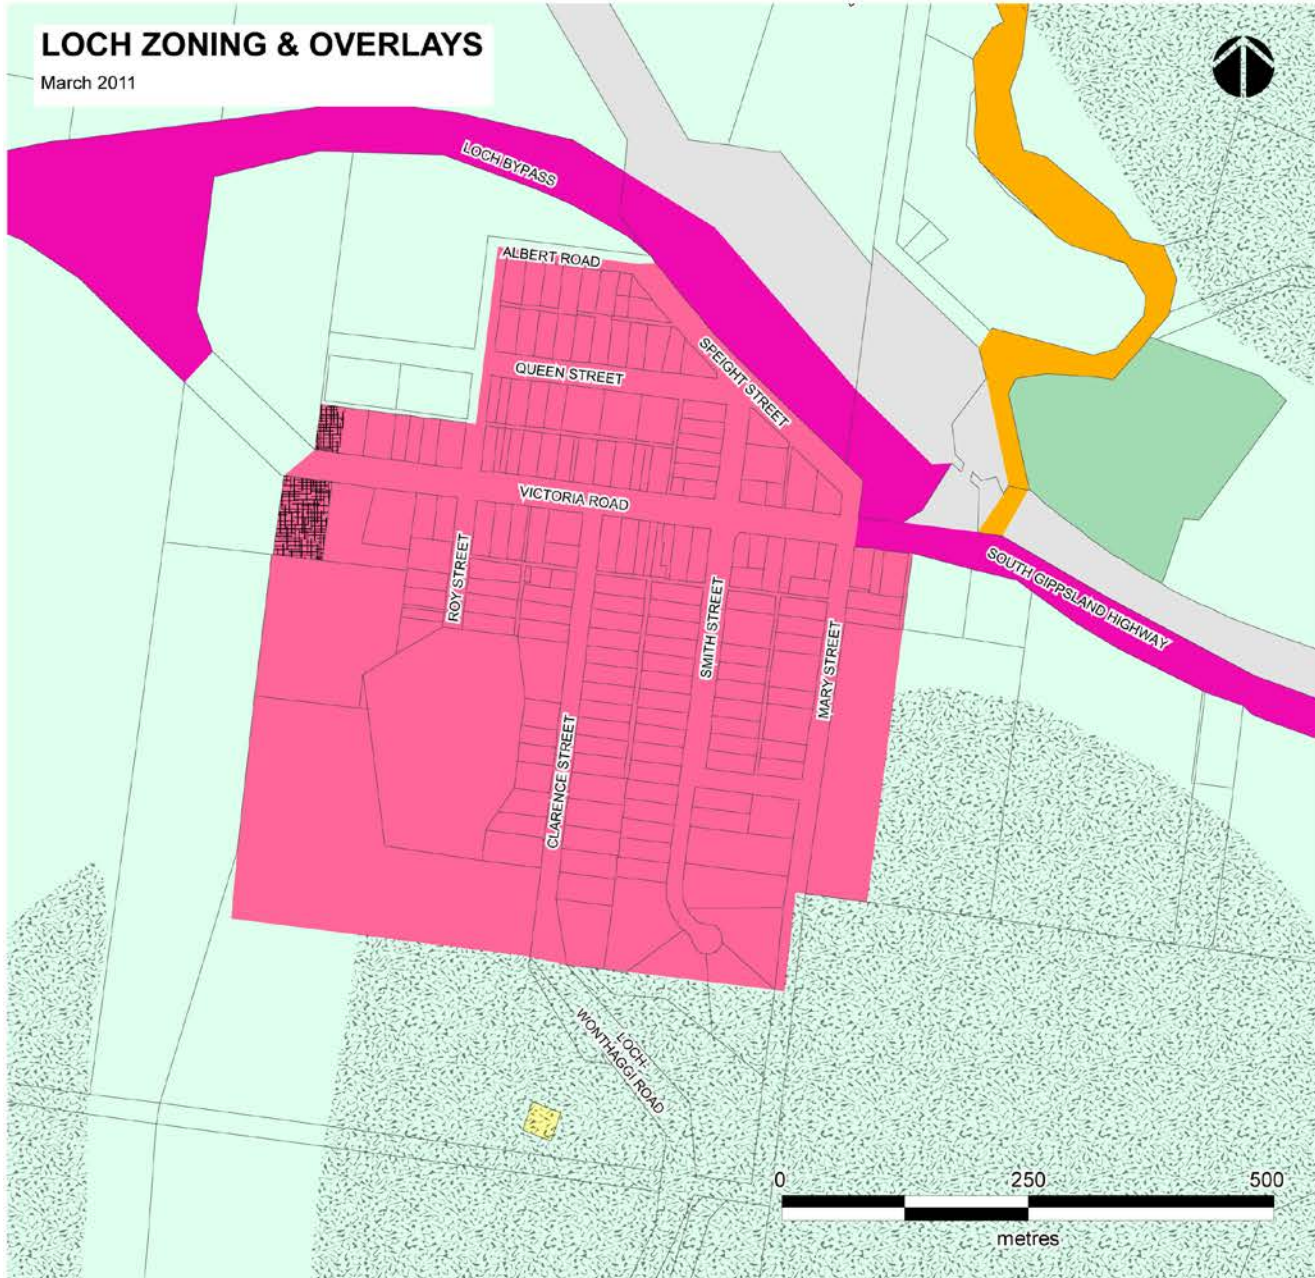 LOCH ZONING & OVERLAYS
March 2011
LOCH BYPASS
ALBERT ROAD
QUEEN STREET
SPEIGHT STREET
VICTORIA ROAD
ROY STREET
SMITH STREET
SOUTH GIPPSLAND HIGHWAY
MARY STREET
CLARENCE STREET
LOCH-
WONTHAGGI ROAD
0 250 500
metres